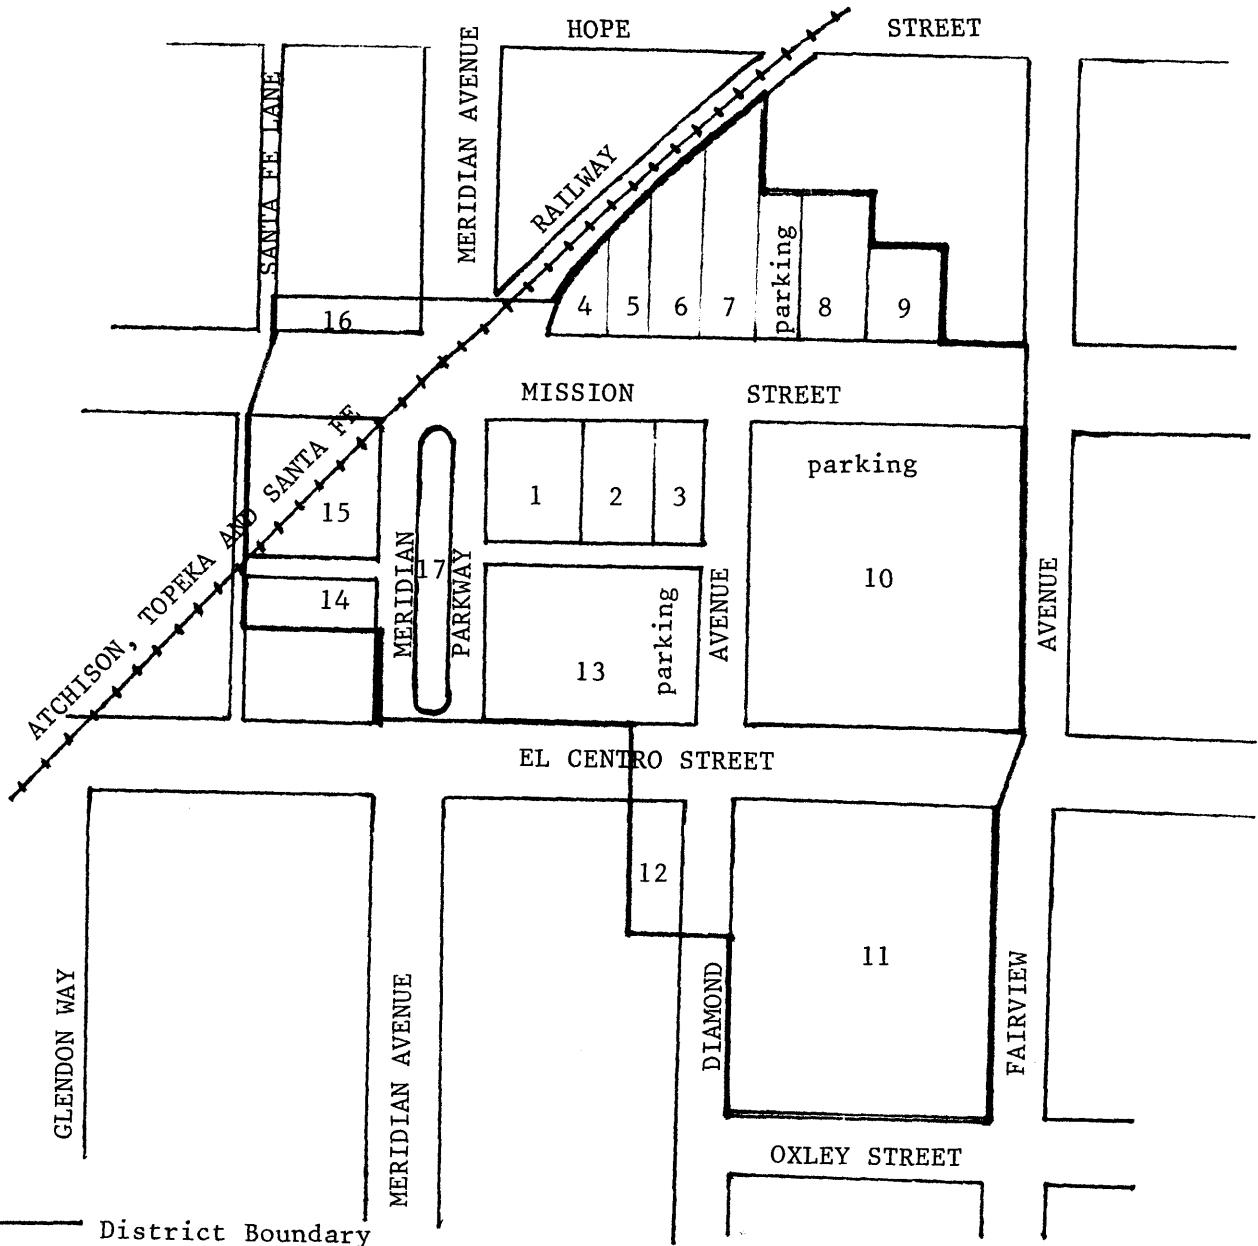 HOPE STREET
SANTA FE LANE
MERIDIAN AVENUE
RAILWAY
parking
4 5 6 7 8 9
16
MISSION STREET
ATCHISON, TOPEKA AND SANTA FE
parking
1 2 3
15
MERIDIAN PARKWAY
17
AVENUE
10
AVENUE
14
13
parking
EL CENTRO STREET
12
11
GLENDON WAY
MERIDIAN AVENUE
DIAMOND
FAIRVIEW
OXLEY STREET
District Boundary